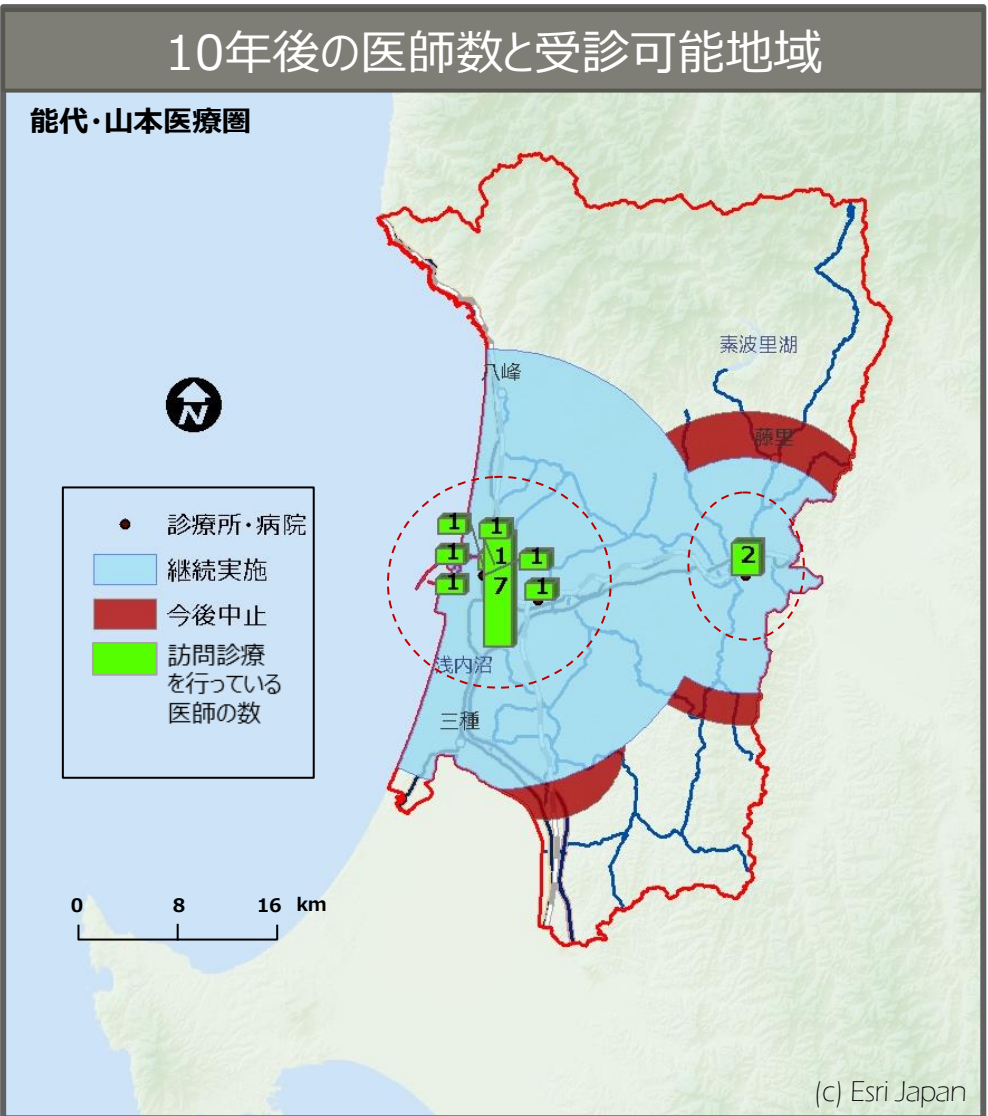 10年後の医師数と受診可能地域
能代・山本医療圏
素波里湖
八峰
藤里
N
1
1
1
1
1
2
1
7
1
診療所・病院
継続実施
今後中止
訪問診療
を行っている
医師の数
浅内沼
三種
0 8 16 km
(c) Esri Japan